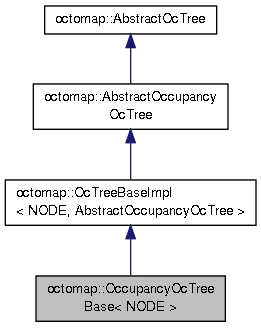 octomap::AbstractOcTree
octomap::AbstractOccupancy
OcTree
octomap::OcTreeBaseImpl
< NODE, AbstractOccupancyOcTree >
octomap::OccupancyOcTree
Base< NODE >